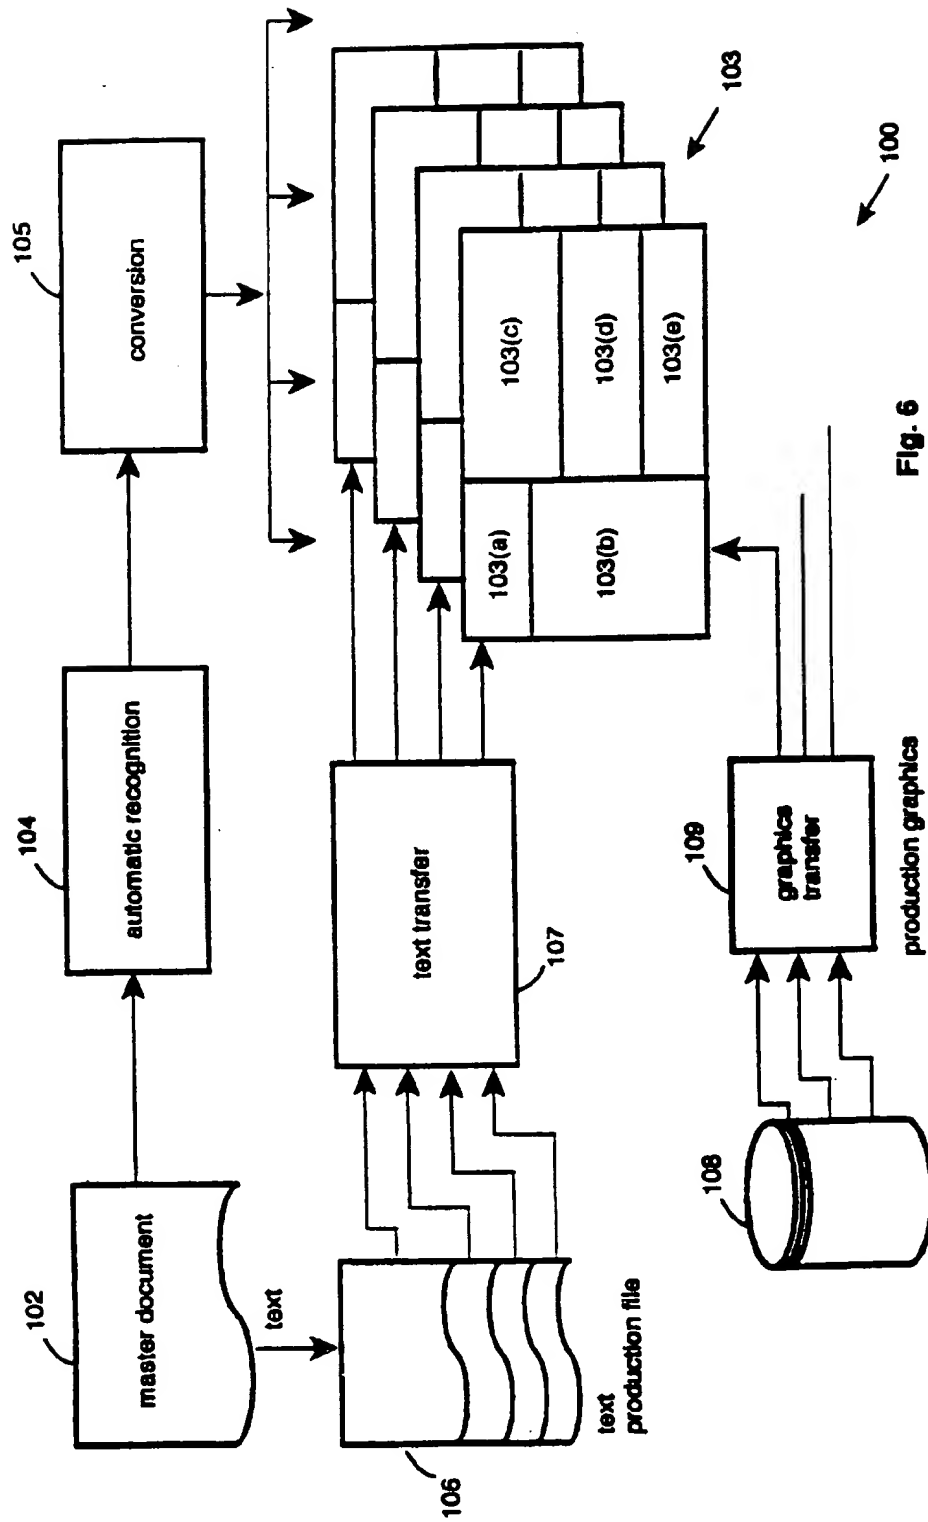 102
master document
104
automatic recognition
105
conversion
text
106
text
production file
text transfer
107
103(a)
103(b)
103(c)
103(d)
103(e)
103
108
109
graphics
transfer
production graphics
100
Fig. 6